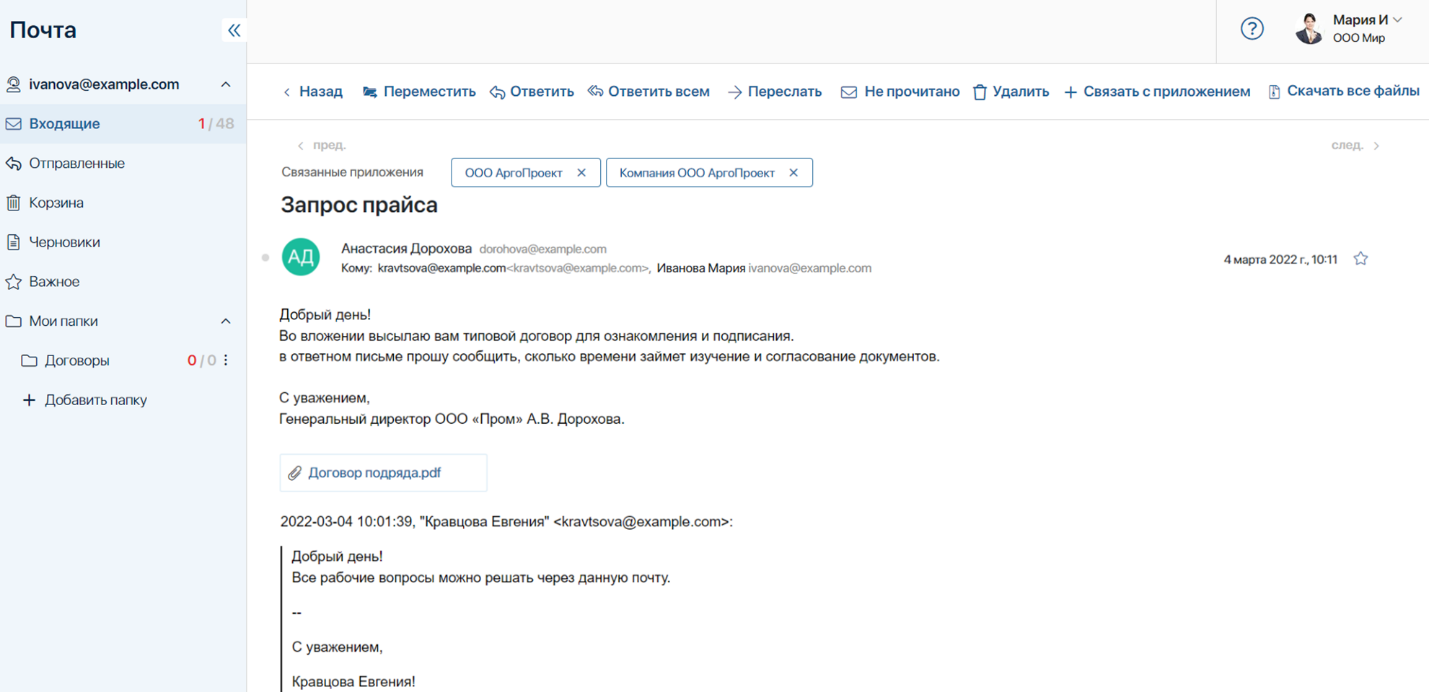 Почта
Мария И
ООО Мир
ivanova@example.com
Входящие 1 / 48
Отправленные
Корзина
Черновики
Важное
Мои папки
Договоры 0 / 0
Добавить папку
Назад Переместить Ответить Ответить всем Переслать Не прочитано Удалить Связать с приложением Скачать все файлы
пред. след.
Связанные приложения ООО АргоПроект Компания ООО АргоПроект
Запрос прайса
АД
Анастасия Дорохова dorohova@example.com
Кому: kravtsova@example.com<kravtsova@example.com>, Иванова Мария ivanova@example.com
4 марта 2022 г., 10:11
Добрый день!
Во вложении высылаю вам типовой договор для ознакомления и подписания.
в ответном письме прошу сообщить, сколько времени займет изучение и согласование документов.
С уважением,
Генеральный директор ООО «Пром» А.В. Дорохова.
Договор подряда.pdf
2022-03-04 10:01:39, "Кравцова Евгения" <kravtsova@example.com>:
Добрый день!
Все рабочие вопросы можно решать через данную почту.
--
С уважением,
Кравцова Евгения!